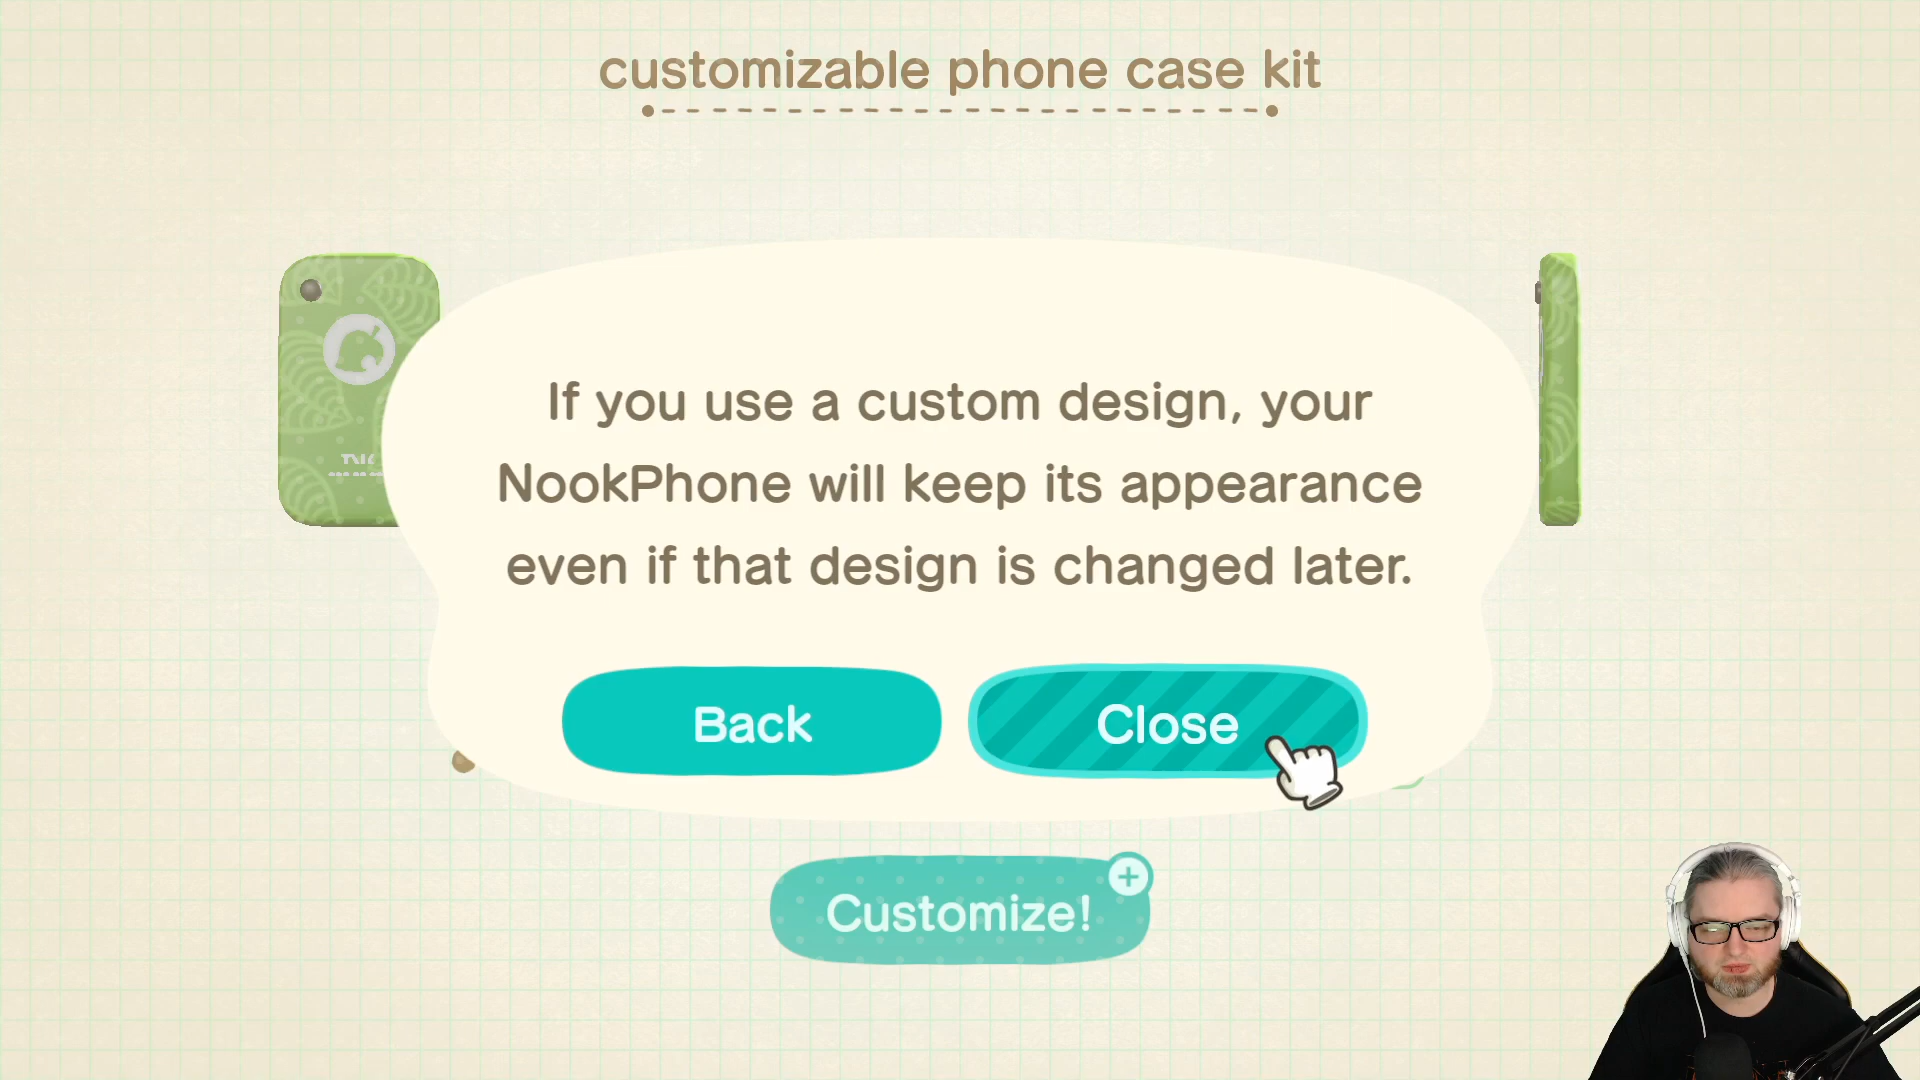 customizable phone case kit
If you use a custom design, your
NookPhone will keep its appearance
even if that design is changed later.
Back
Close
Customize!